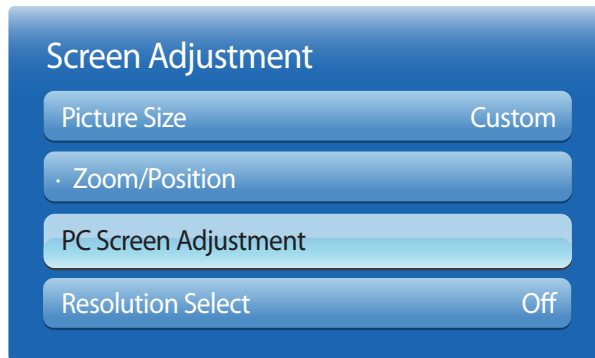 Screen Adjustment
Picture Size Custom
· Zoom/Position
PC Screen Adjustment
Resolution Select Off